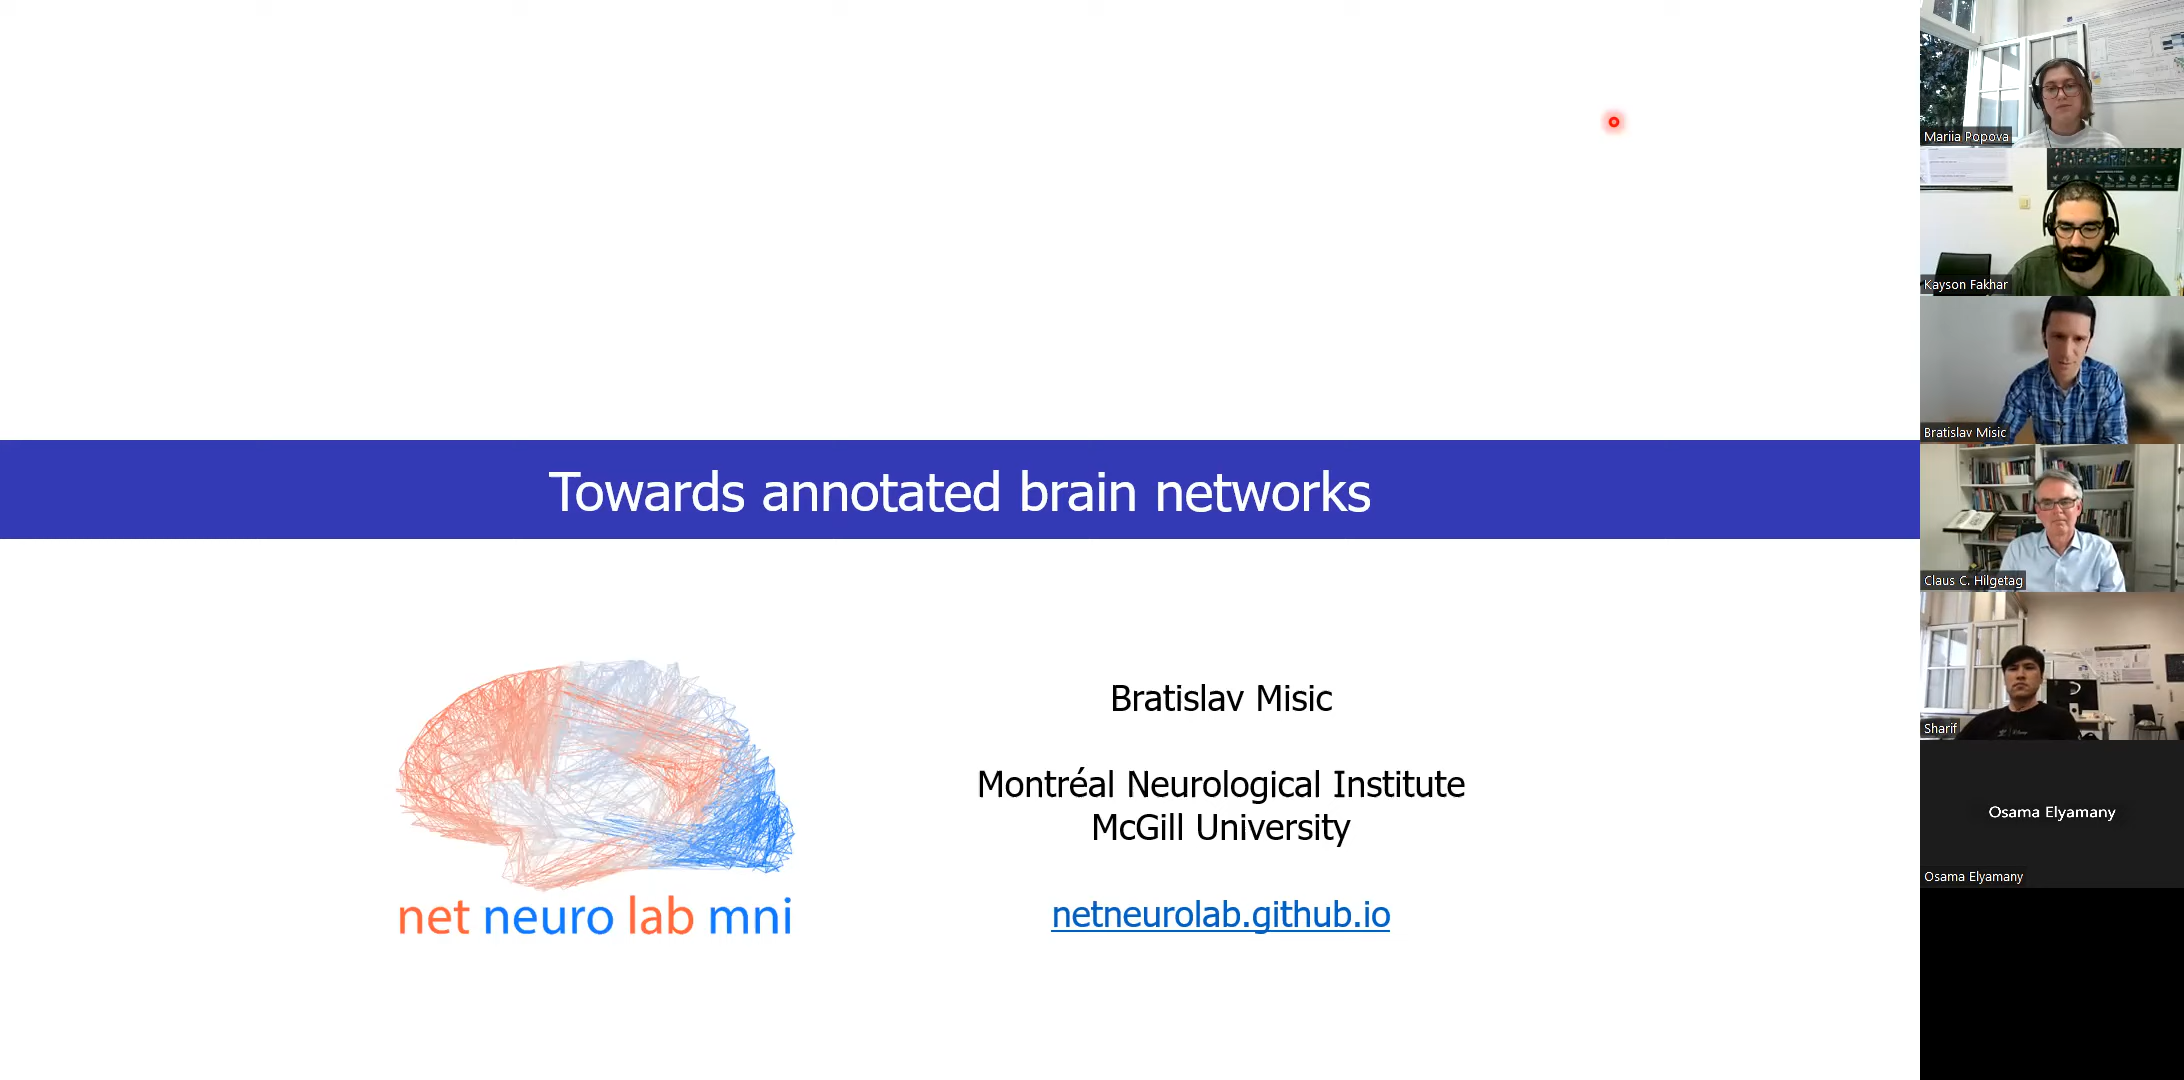 Towards annotated brain networks
net neuro lab mni
Bratislav Misic
Montréal Neurological Institute
McGill University
netneurolab.github.io
Mariia Popova
Kayson Fakhar
Bratislav Misic
Claus C. Hilgetag
Sharif
Osama Elyamany
Osama Elyamany